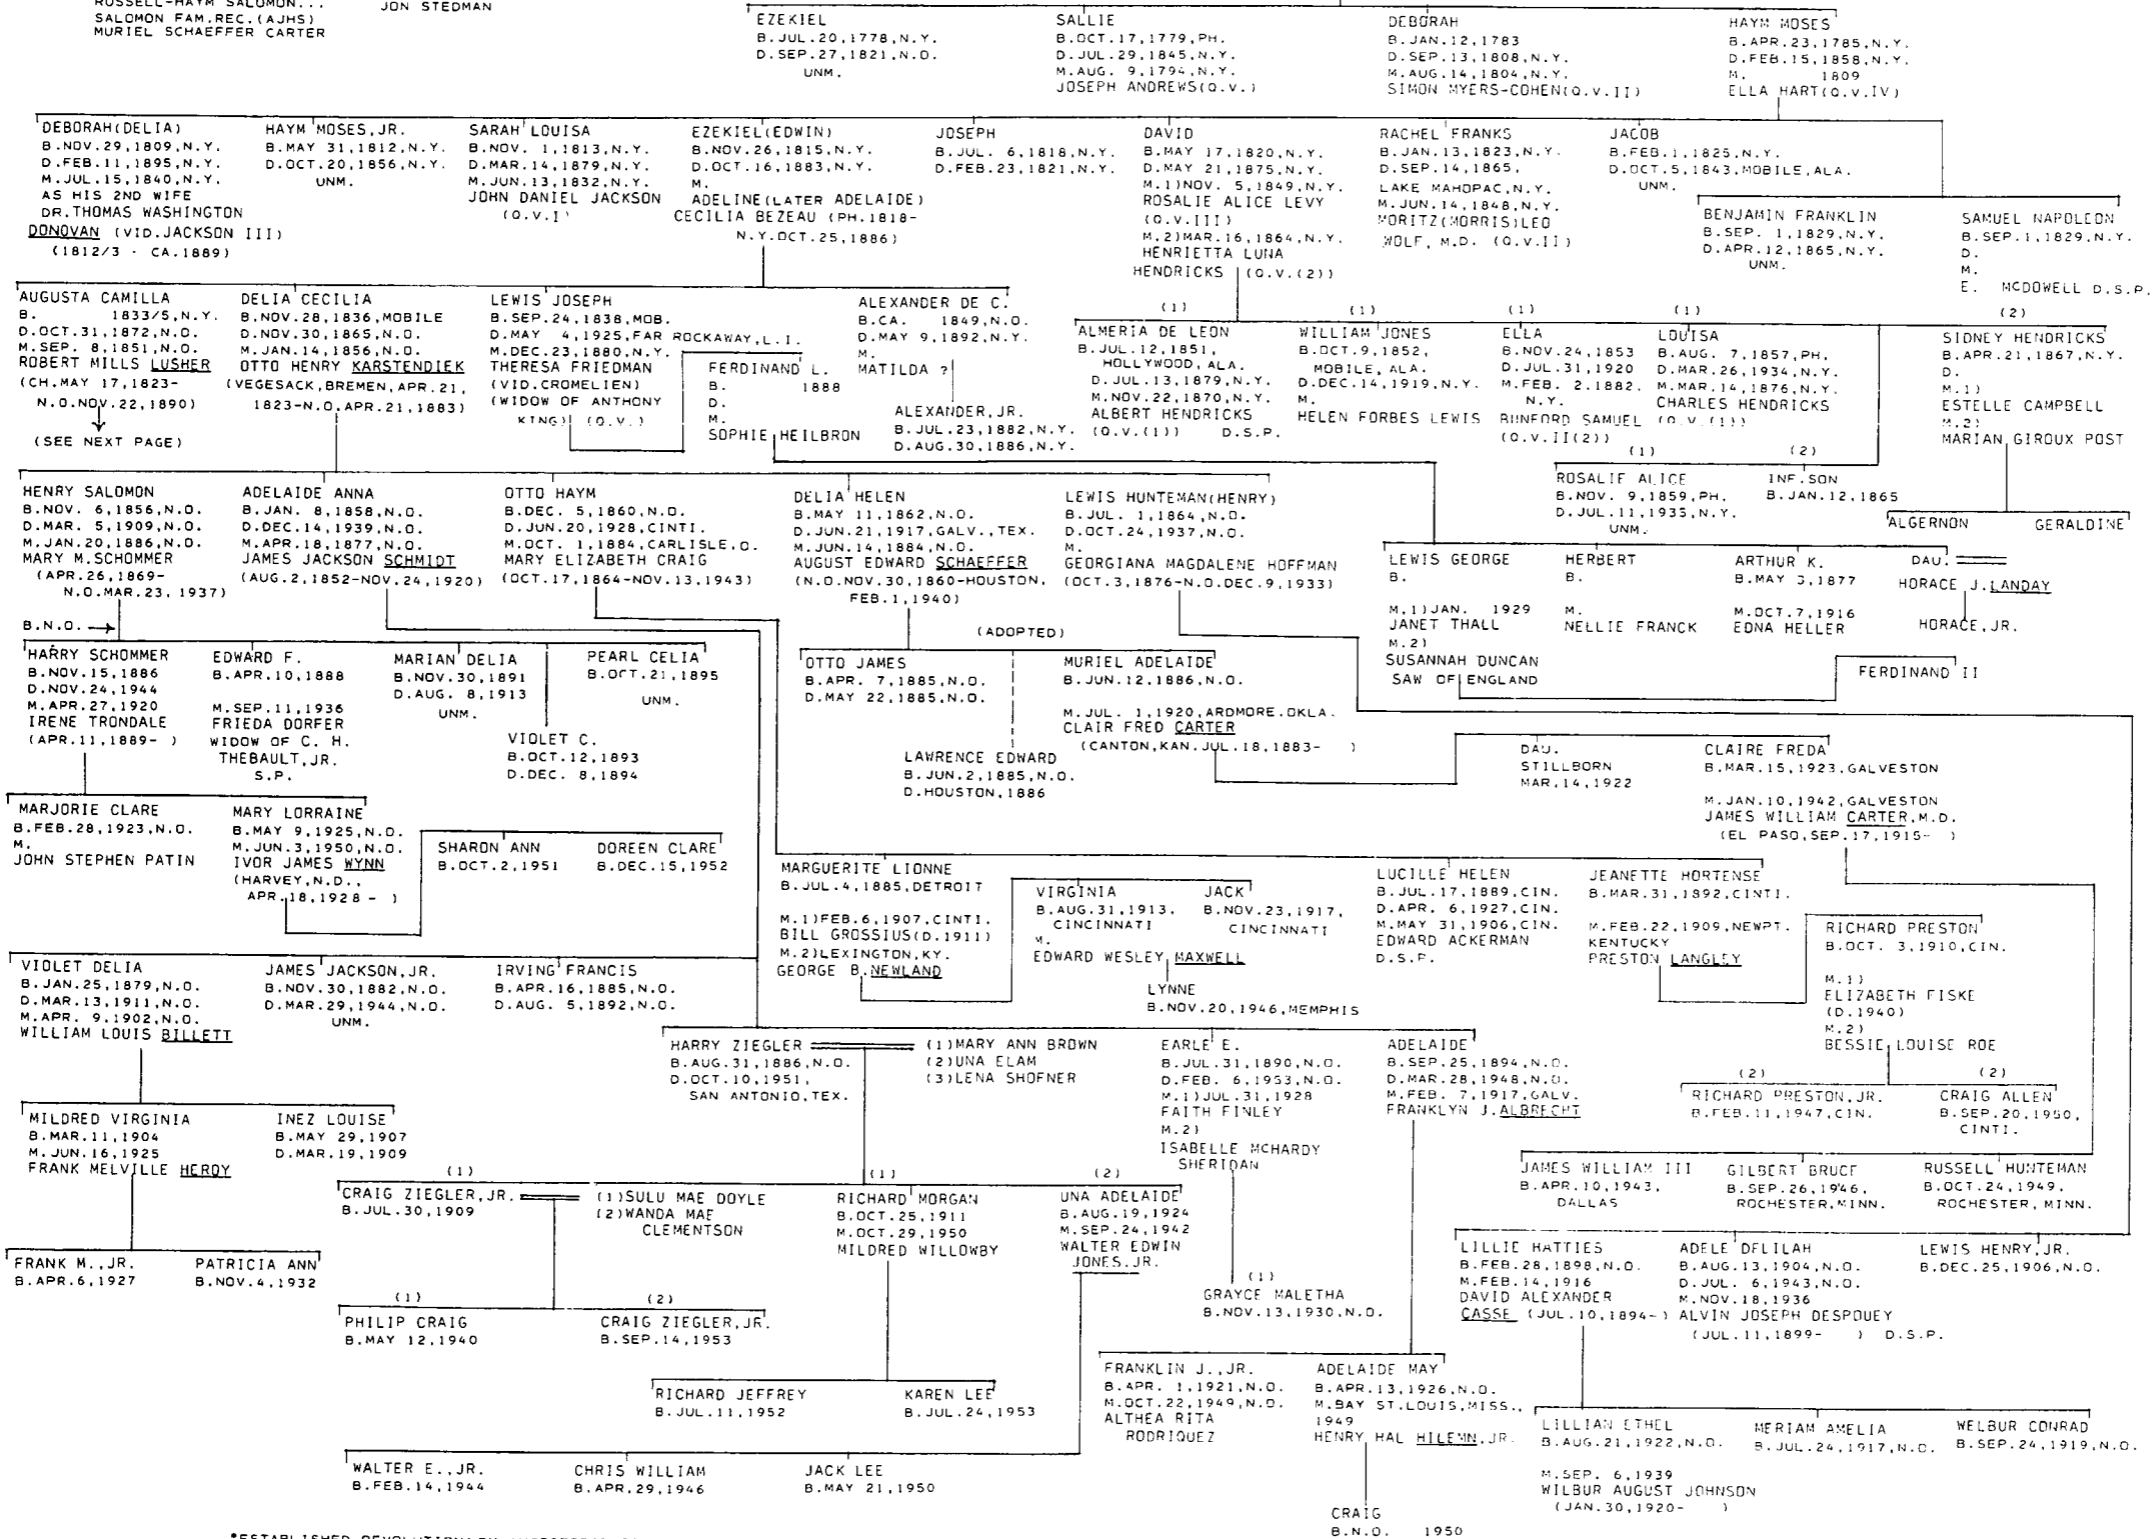 RUSSELL-HAYM SALOMON...
JON STEDMAN
SALOMON FAM.REC.(AJHS)
MURIEL SCHAEFFER CARTER
EZEKIEL
B.JUL.20,1778,N.Y.
D.SEP.27,1821,N.O.
UNM.
SALLIE
B.OCT.17,1779,PH.
D.JUL.29,1845,N.Y.
M.AUG. 9,1794,N.Y.
JOSEPH ANDREWS(Q.V.)
DEBORAH
B.JAN.12,1783
D.SEP.13,1808,N.Y.
M.AUG.14,1804,N.Y.
SIMON MYERS-COHEN(Q.V.II)
HAYM MOSES
B.APR.23,1785,N.Y.
D.FEB.15,1858,N.Y.
M. 1809
ELLA HART(Q.V.IV)
DEBORAH(DELIA)
B.NOV.29,1809,N.Y.
D.FEB.11,1895,N.Y.
M.JUL.15,1840,N.Y.
AS HIS 2ND WIFE
DR.THOMAS WASHINGTON
DONOVAN (VID.JACKSON III)
(1812/3 - CA.1889)
HAYM MOSES,JR.
B.MAY 31,1812,N.Y.
D.OCT.20,1856,N.Y.
UNM.
SARAH LOUISA
B.NOV. 1,1813,N.Y.
D.MAR.14,1879,N.Y.
M.JUN.13,1832,N.Y.
JOHN DANIEL JACKSON
(Q.V.I)
EZEKIEL(EDWIN)
B.NOV.26,1815,N.Y.
D.OCT.16,1883,N.Y.
M.
ADELINE(LATER ADELAIDE)
CECILIA BEZEAU (PH.1818-
N.Y.OCT.25,1886)
JOSEPH
B.JUL. 6,1818,N.Y.
D.FEB.23,1821,N.Y.
DAVID
B.MAY 17,1820,N.Y.
D.MAY 21,1875,N.Y.
M.1)NOV. 5,1849,N.Y.
ROSALIE ALICE LEVY
(Q.V.III)
M.2)MAR.16,1864,N.Y.
HENRIETTA LUNA
HENDRICKS (Q.V.(2))
RACHEL FRANKS
B.JAN.13,1823,N.Y.
D.SEP.14,1865,
LAKE MAHOPAC,N.Y.
M.JUN.14,1848,N.Y.
MORITZ(MORRIS)LEO
WOLF, M.D. (Q.V.II)
JACOB
B.FEB.1,1825,N.Y.
D.OCT.5,1843,MOBILE,ALA.
UNM.
BENJAMIN FRANKLIN
B.SEP. 1,1829,N.Y.
D.APR.12,1865,N.Y.
UNM.
SAMUEL NAPOLEON
B.SEP.1,1829,N.Y.
D.
M.
E. MCDOWELL D.S.P.
AUGUSTA CAMILLA
B. 1833/5,N.Y.
D.OCT.31,1872,N.O.
M.SEP. 8,1851,N.O.
ROBERT MILLS LUSHER
(CH.MAY 17,1823-
N.O.NOV.22,1890)
(SEE NEXT PAGE)
DELIA CECILIA
B.NOV.28,1836,MOBILE
D.NOV.30,1865,N.O.
M.JAN.14,1856,N.O.
OTTO HENRY KARSTENDIEK
(VEGESACK,BREMEN,APR.21,
1823-N.O.APR.21,1883)
LEWIS JOSEPH
B.SEP.24,1838,MOB.
D.MAY 4,1925,FAR ROCKAWAY,L.I.
M.DEC.23,1880,N.Y.
THERESA FRIEDMAN
(VID.CROMELIEN)
(WIDOW OF ANTHONY
KING) (Q.V.)
FERDINAND L.
B. 1888
D.
M.
SOPHIE HEILBRON
ALEXANDER DE C.
B.CA. 1849,N.O.
D.MAY 9,1892,N.Y.
M.
MATILDA ?
ALEXANDER,JR.
B.JUL.23,1882,N.Y.
D.AUG.30,1886,N.Y.
(1)
ALMERIA DE LEON
B.JUL.12,1851,
HOLLYWOOD,ALA.
D.JUL.13,1879,N.Y.
M.NOV.22,1870,N.Y.
ALBERT HENDRICKS
(Q.V.(1)) D.S.P.
(1)
WILLIAM JONES
B.OCT.9,1852,
MOBILE,ALA.
D.DEC.14,1919,N.Y.
M.
HELEN FORBES LEWIS
(1)
ELLA
B.NOV.24,1853
D.JUL.31,1920
M.FEB. 2.1882,
N.Y.
BUNFORD SAMUEL
(Q.V.II(2))
(1)
LOUISA
B.AUG. 7,1857,PH.
D.MAR.26,1934,N.Y.
M.MAR.14,1876,N.Y.
CHARLES HENDRICKS
(Q.V.(1))
(2)
SIDNEY HENDRICKS
B.APR.21,1867,N.Y.
D.
M.1)
ESTELLE CAMPBELL
M.2)
MARIAN GIROUX POST
(1)
ROSALIE ALICE
B.NOV. 9,1859,PH.
D.JUL.11,1935,N.Y.
UNM.
(2)
INF.SON
B.JAN.12,1865
ALGERNON
GERALDINE
HENRY SALOMON
B.NOV. 6,1856,N.O.
D.MAR. 5,1909,N.O.
M.JAN.20,1886,N.O.
MARY M.SCHOMMER
(APR.26,1869-
N.O.MAR.23, 1937)
ADELAIDE ANNA
B.JAN. 8,1858,N.O.
D.DEC.14,1939,N.O.
M.APR.18,1877,N.O.
JAMES JACKSON SCHMIDT
(AUG.2,1852-NOV.24,1920)
OTTO HAYM
B.DEC. 5,1860,N.O.
D.JUN.20,1928,CINTI.
M.OCT. 1,1884,CARLISLE,O.
MARY ELIZABETH CRAIG
(OCT.17,1864-NOV.13,1943)
DELIA HELEN
B.MAY 11,1862,N.O.
D.JUN.21,1917,GALV.,TEX.
M.JUN.14,1884,N.O.
AUGUST EDWARD SCHAEFFER
(N.O.NOV.30,1860-HOUSTON,
FEB.1,1940)
LEWIS HUNTEMAN(HENRY)
B.JUL. 1,1864,N.O.
D.OCT.24,1937,N.O.
M.
GEORGIANA MAGDALENE HOFFMAN
(OCT.3,1876-N.O.DEC.9,1933)
LEWIS GEORGE
B.
M.1)JAN. 1929
JANET THALL
M.2)
SUSANNAH DUNCAN
SAW OF ENGLAND
HERBERT
B.
M.
NELLIE FRANCK
ARTHUR K.
B.MAY 3,1877
M.OCT.7,1916
EDNA HELLER
DAU.
HORACE J.LANDAY
HORACE,JR.
FERDINAND II
B.N.O.
HARRY SCHOMMER
B.NOV.15,1886
D.NOV.24,1944
M.APR.27,1920
IRENE TRONDALE
(APR.11,1889- )
EDWARD F.
B.APR.10,1888
M.SEP.11,1936
FRIEDA DORFER
WIDOW OF C. H.
THEBAULT,JR.
S.P.
MARIAN DELIA
B.NOV.30,1891
D.AUG. 8,1913
UNM.
VIOLET C.
B.OCT.12,1893
D.DEC. 8,1894
PEARL CELIA
B.OCT.21,1895
UNM.
(ADOPTED)
OTTO JAMES
B.APR. 7,1885,N.O.
D.MAY 22,1885,N.O.
LAWRENCE EDWARD
B.JUN.2,1885,N.O.
D.HOUSTON,1886
MURIEL ADELAIDE
B.JUN.12,1886,N.O.
M.JUL. 1,1920,ARDMORE.OKLA.
CLAIR FRED CARTER
(CANTON,KAN.JUL.18,1883- )
DAU.
STILLBORN
MAR.14,1922
CLAIRE FREDA
B.MAR.15,1923,GALVESTON
M.JAN.10,1942,GALVESTON
JAMES WILLIAM CARTER,M.D.
(EL PASO,SEP.17,1915- )
MARJORIE CLARE
B.FEB.28,1923,N.O.
M.
JOHN STEPHEN PATIN
MARY LORRAINE
B.MAY 9,1925,N.O.
M.JUN.3,1950,N.O.
IVOR JAMES WYNN
(HARVEY,N.D.,
APR.18,1928 - )
SHARON ANN
B.OCT.2,1951
DOREEN CLARE
B.DEC.15,1952
MARGUERITE LIONNE
B.JUL.4,1885,DETROIT
M.1)FEB.6,1907,CINTI.
BILL GROSSIUS(D.1911)
M.2)LEXINGTON,KY.
GEORGE B.NEWLAND
VIRGINIA
B.AUG.31,1913.
CINCINNATI
M.
EDWARD WESLEY MAXWELL
JACK
B.NOV.23,1917,
CINCINNATI
LYNNE
B.NOV.20,1946,MEMPHIS
LUCILLE HELEN
B.JUL.17,1889,CIN.
D.APR. 6,1927,CIN.
M.MAY 31,1906,CIN.
EDWARD ACKERMAN
D.S.P.
JEANETTE HORTENSE
B.MAR.31,1892,CINTI.
M.FEB.22,1909,NEWPT.
KENTUCKY
PRESTON LANGLEY
RICHARD PRESTON
B.OCT. 3,1910,CIN.
M.1)
ELIZABETH FISKE
(D.1940)
M.2)
BESSIE LOUISE ROE
VIOLET DELIA
B.JAN.25,1879,N.O.
D.MAR.13,1911,N.O.
M.APR. 9.1902,N.O.
WILLIAM LOUIS BILLETT
JAMES JACKSON,JR.
B.NOV.30,1882,N.O.
D.MAR.29,1944,N.O.
UNM.
IRVING FRANCIS
B.APR.16,1885,N.O.
D.AUG. 5,1892,N.O.
HARRY ZIEGLER
B.AUG.31,1886,N.O.
D.OCT.10,1951,
SAN ANTONIO,TEX.
(1)MARY ANN BROWN
(2)UNA ELAM
(3)LENA SHOFNER
EARLE E.
B.JUL.31,1890,N.O.
D.FEB. 6,1953,N.O.
M.1)JUL.31,1928
FAITH FINLEY
M.2)
ISABELLE MCHARDY
SHERIDAN
ADELAIDE
B.SEP.25,1894,N.O.
D.MAR.28,1948,N.O.
M.FEB. 7,1917,GALV.
FRANKLYN J.ALBRECHT
(2)
RICHARD PRESTON,JR.
B.FEB.11,1947,CIN.
(2)
CRAIG ALLEN
B.SEP.20,1950,
CINTI.
MILDRED VIRGINIA
B.MAR.11,1904
M.JUN.16,1925
FRANK MELVILLE HERDY
INEZ LOUISE
B.MAY 29,1907
D.MAR.19,1909
(1)
CRAIG ZIEGLER,JR.
B.JUL.30,1909
(1)SULU MAE DOYLE
(2)WANDA MAE
CLEMENTSON
(1)
RICHARD MORGAN
B.OCT.25,1911
M.OCT.29,1950
MILDRED WILLOWBY
(2)
UNA ADELAIDE
B.AUG.19,1924
M.SEP.24,1942
WALTER EDWIN
JONES.JR.
JAMES WILLIAM III
B.APR.10,1943,
DALLAS
GILBERT BRUCE
B.SEP.26,1946,
ROCHESTER,MINN.
RUSSELL HUNTEMAN
B.OCT.24,1949,
ROCHESTER, MINN.
FRANK M.,JR.
B.APR.6,1927
PATRICIA ANN
B.NOV.4,1932
(1)
PHILIP CRAIG
B.MAY 12,1940
(2)
CRAIG ZIEGLER,JR.
B.SEP.14,1953
(1)
GRAYCE MALETHA
B.NOV.13,1930,N.O.
LILLIE HATTIES
B.FEB.28,1898,N.O.
M.FEB.14,1916
DAVID ALEXANDER
CASSE (JUL.10,1894-)
ADELE DELILAH
B.AUG.13,1904,N.O.
D.JUL. 6,1943,N.O.
M.NOV.18,1936
ALVIN JOSEPH DESPOUEY
(JUL.11,1899- ) D.S.P.
LEWIS HENRY,JR.
B.DEC.25,1906,N.O.
RICHARD JEFFREY
B.JUL.11,1952
KAREN LEE
B.JUL.24,1953
FRANKLIN J.,JR.
B.APR. 1,1921,N.O.
M.OCT.22,1949,N.O.
ALTHEA RITA
RODRIQUEZ
ADELAIDE MAY
B.APR.13,1926,N.O.
M.BAY ST.LOUIS,MISS.,
1949
HENRY HAL HILEMN,JR.
LILLIAN ETHEL
B.AUG.21,1922,N.O.
M.SEP. 6,1939
WILBUR AUGUST JOHNSON
(JAN.30,1920- )
MERIAM AMELIA
B.JUL.24,1917,N.O.
WELBUR CONRAD
B.SEP.24,1919,N.O.
WALTER E.,JR.
B.FEB.14,1944
CHRIS WILLIAM
B.APR.29,1946
JACK LEE
B.MAY 21,1950
CRAIG
B.N.O. 1950
*ESTABLISHED REVOLUTIONARY